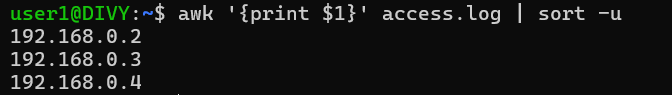 user1@DIVY:~$ awk '{print $1}' access.log | sort -u
192.168.0.2
192.168.0.3
192.168.0.4